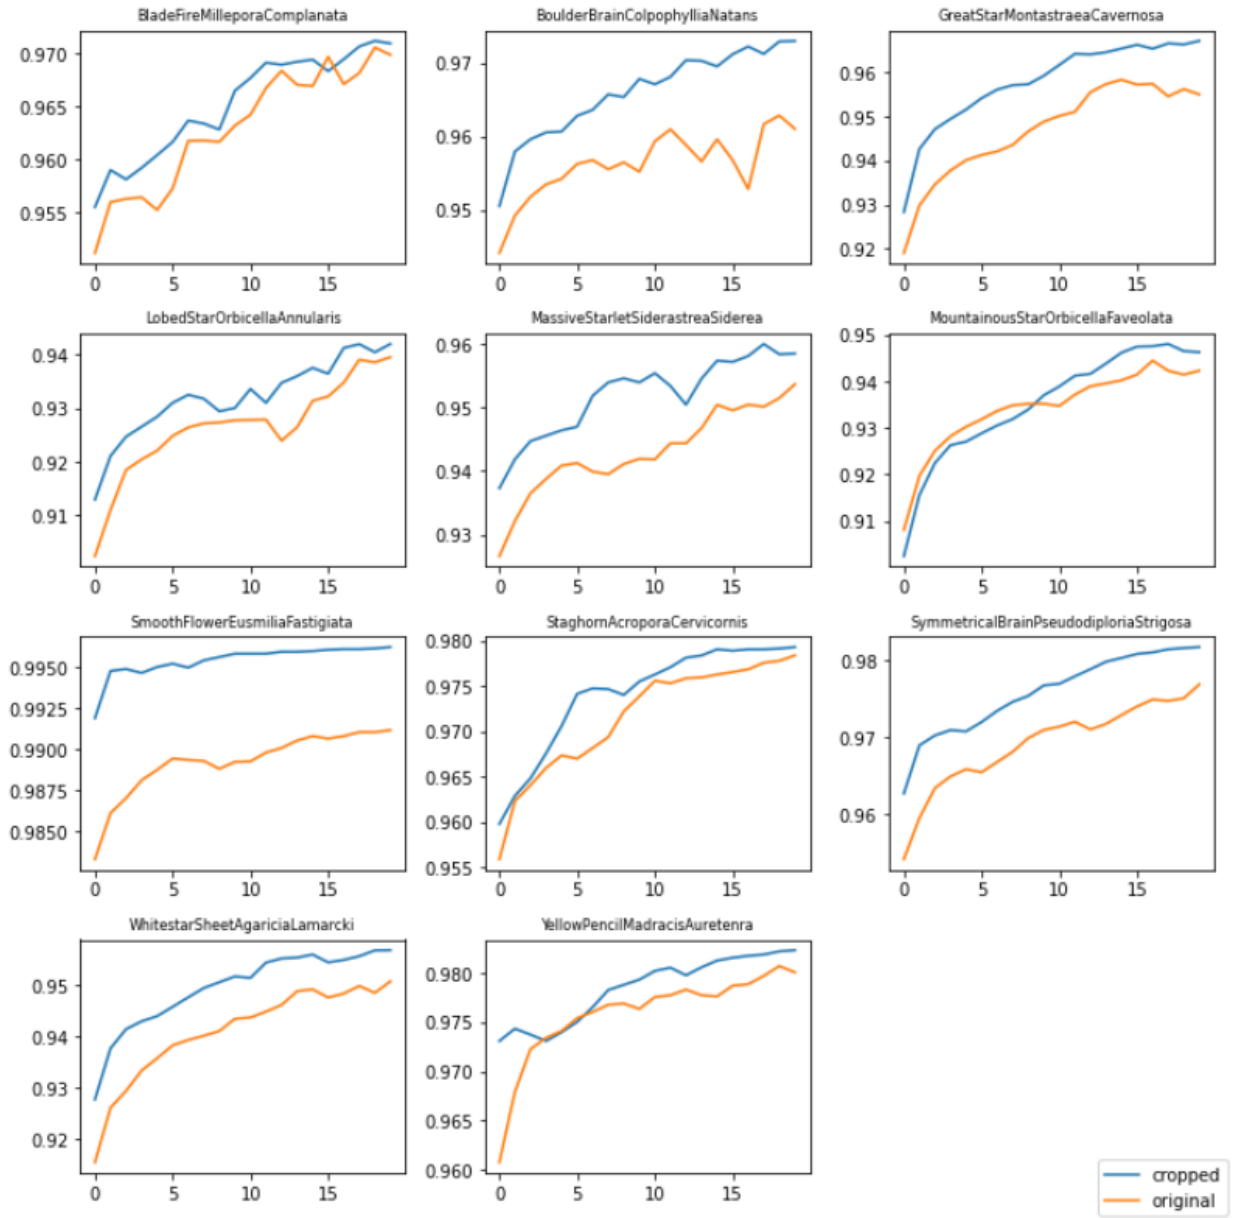 BladeFireMilleporaComplanata
0.970
0.965
0.960
0.955
0 5 10 15
BoulderBrainColpophylliaNatans
0.97
0.96
0.95
0 5 10 15
GreatStarMontastraeaCavernosa
0.96
0.95
0.94
0.93
0.92
0 5 10 15
LobedStarOrbicellaAnnularis
0.94
0.93
0.92
0.91
0 5 10 15
MassiveStarletSiderastreaSiderea
0.96
0.95
0.94
0.93
0 5 10 15
MountainousStarOrbicellaFaveolata
0.95
0.94
0.93
0.92
0.91
0 5 10 15
SmoothFlowerEusmiliaFastigiata
0.9950
0.9925
0.9900
0.9875
0.9850
0 5 10 15
StaghornAcroporaCervicornis
0.980
0.975
0.970
0.965
0.960
0.955
0 5 10 15
SymmetricalBrainPseudodiploriaStrigosa
0.98
0.97
0.96
0 5 10 15
WhitestarSheetAgariciaLamarcki
0.95
0.94
0.93
0.92
0 5 10 15
YellowPencilMadracisAuretenra
0.980
0.975
0.970
0.965
0.960
0 5 10 15
cropped
original